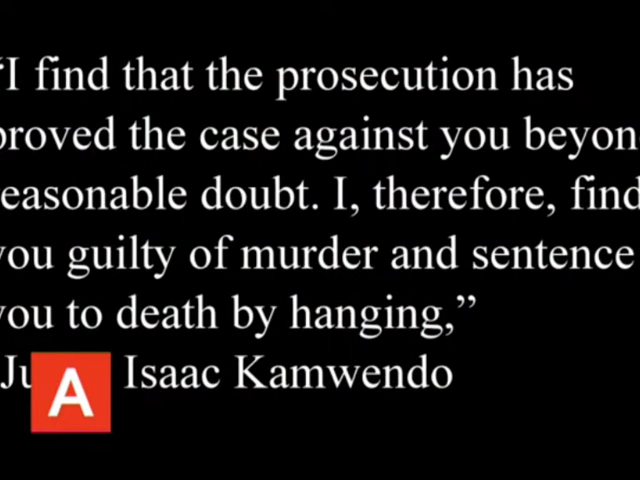 “I find that the prosecution has
proved the case against you beyon
reasonable doubt. I, therefore, find
you guilty of murder and sentence
you to death by hanging,”
Ju A Isaac Kamwendo